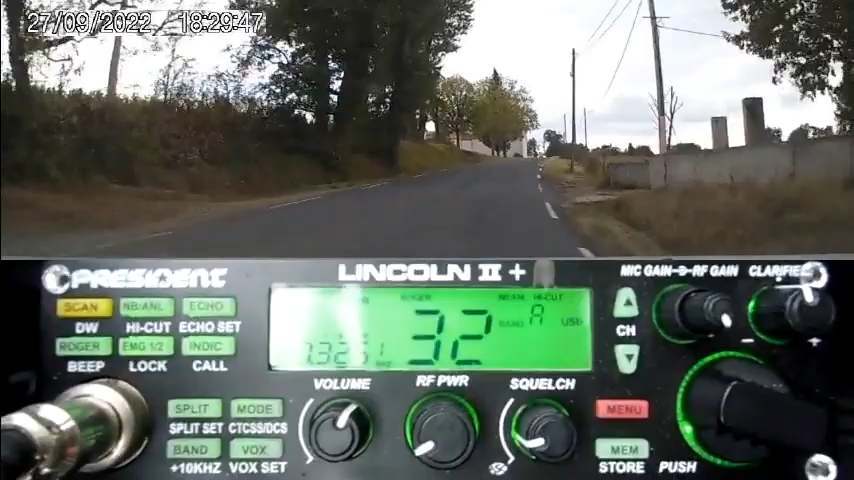 27/09/2022 18:29:47
PRESIDENT LINCOLN II + MIC GAIN RF GAIN CLARIFIER
SCAN NB/ANL ECHO
DW HI-CUT ECHO SET
ROGER EMG 1/2 INDIC
BEEP LOCK CALL
ROGER NB/ANL HI-CUT
32 BAND A USB
CH
VOLUME RF PWR SQUELCH
SPLIT MODE
SPLIT SET CTCSS/DCS
BAND VOX
+10KHZ VOX SET
MENU
MEM
STORE PUSH
- +